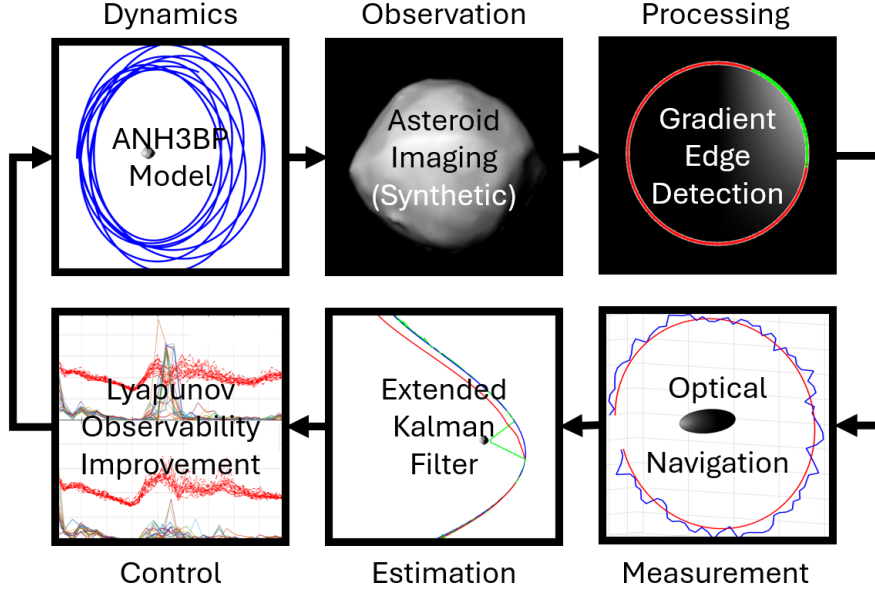 Dynamics
Observation
Processing
ANH3BP
Model
Asteroid
Imaging
(Synthetic)
Gradient
Edge
Detection
Lyapunov
Observability
Improvement
Extended
Kalman
Filter
Optical
Navigation
Control
Estimation
Measurement